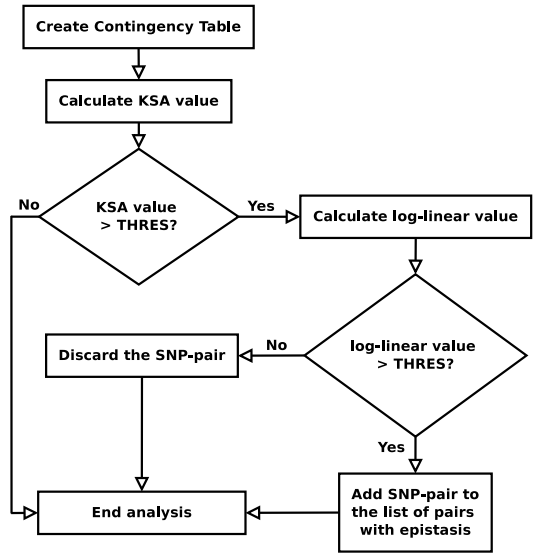 Create Contingency Table
Calculate KSA value
No
KSA value
> THRES?
Yes
Calculate log-linear value
Discard the SNP-pair
No
log-linear value
> THRES?
Yes
End analysis
Add SNP-pair to
the list of pairs
with epistasis